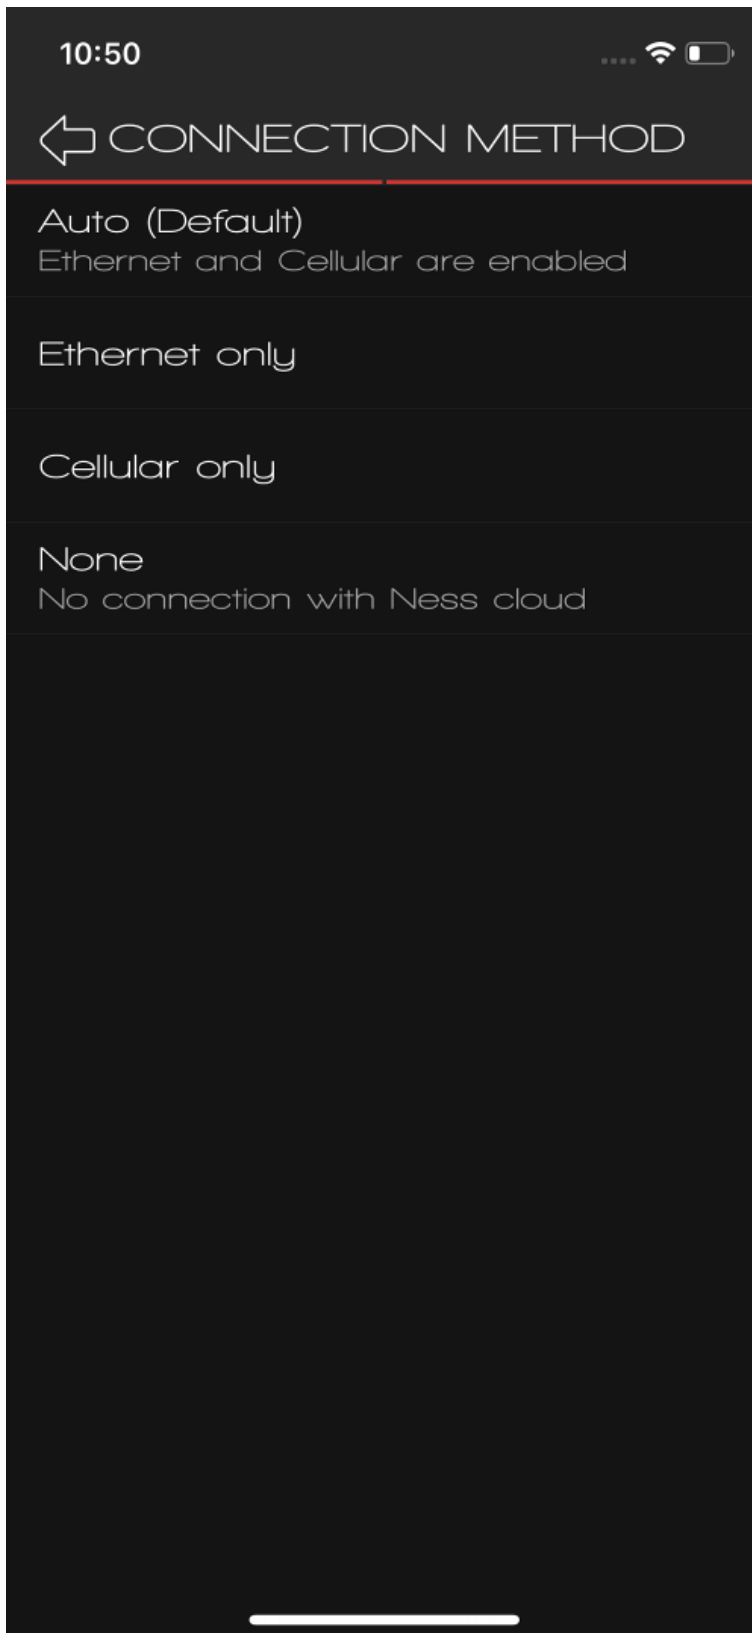 10:50
CONNECTION METHOD
Auto (Default)
Ethernet and Cellular are enabled
Ethernet only
Cellular only
None
No connection with Ness cloud